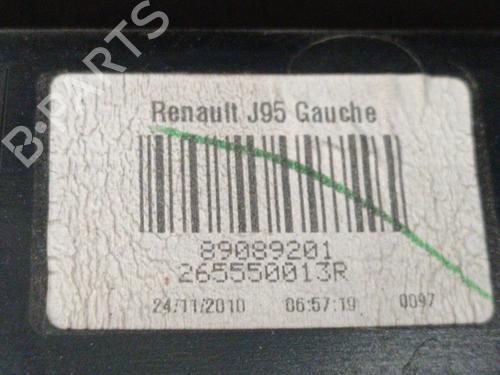 B-PARTS
Renault J95 Gauche
89089201
265550013R
24/11/2010 06:57:19 0097